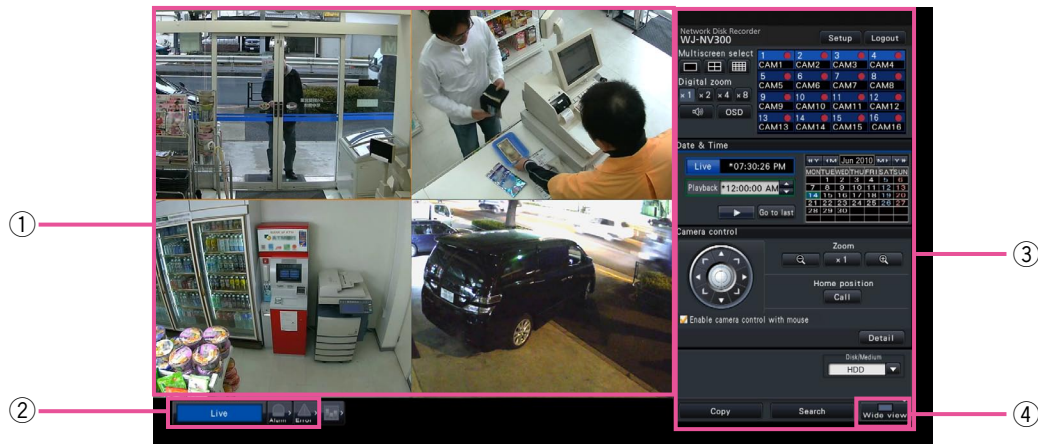 Network Disk Recorder
WJ-NV300
Setup
Logout
Multiscreen select
1 2 3 4
CAM1 CAM2 CAM3 CAM4
5 6 7 8
CAM5 CAM6 CAM7 CAM8
Digital zoom
×1 ×2 ×4 ×8
9 10 11 12
CAM9 CAM10 CAM11 CAM12
OSD
13 14 15 16
CAM13 CAM14 CAM15 CAM16
Date & Time
Live *07:30:26 PM
Playback *12:00:00 AM
Go to last
Jun 2010
MON TUE WED THU FRI SAT SUN
1 2 3 4 5 6
7 8 9 10 11 12 13
14 15 16 17 18 19 20
21 22 23 24 25 26 27
28 29 30
Camera control
Zoom
×1
Home position
Call
Enable camera control with mouse
Detail
Disk/Medium
HDD
Copy
Search
Wide view
Live
Alarm
Error
①
②
③
④